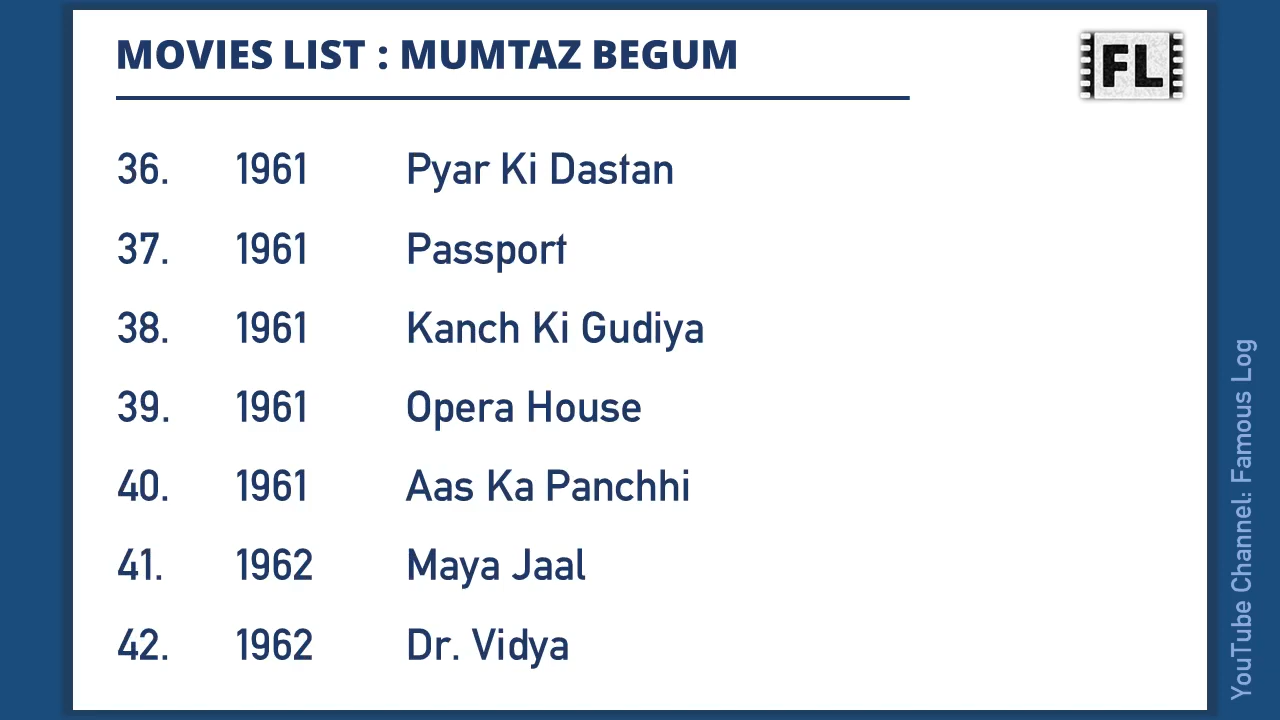 MOVIES LIST : MUMTAZ BEGUM
FL
36. 1961 Pyar Ki Dastan
37. 1961 Passport
38. 1961 Kanch Ki Gudiya
39. 1961 Opera House
40. 1961 Aas Ka Panchhi
41. 1962 Maya Jaal
42. 1962 Dr. Vidya
YouTube Channel: Famous Log